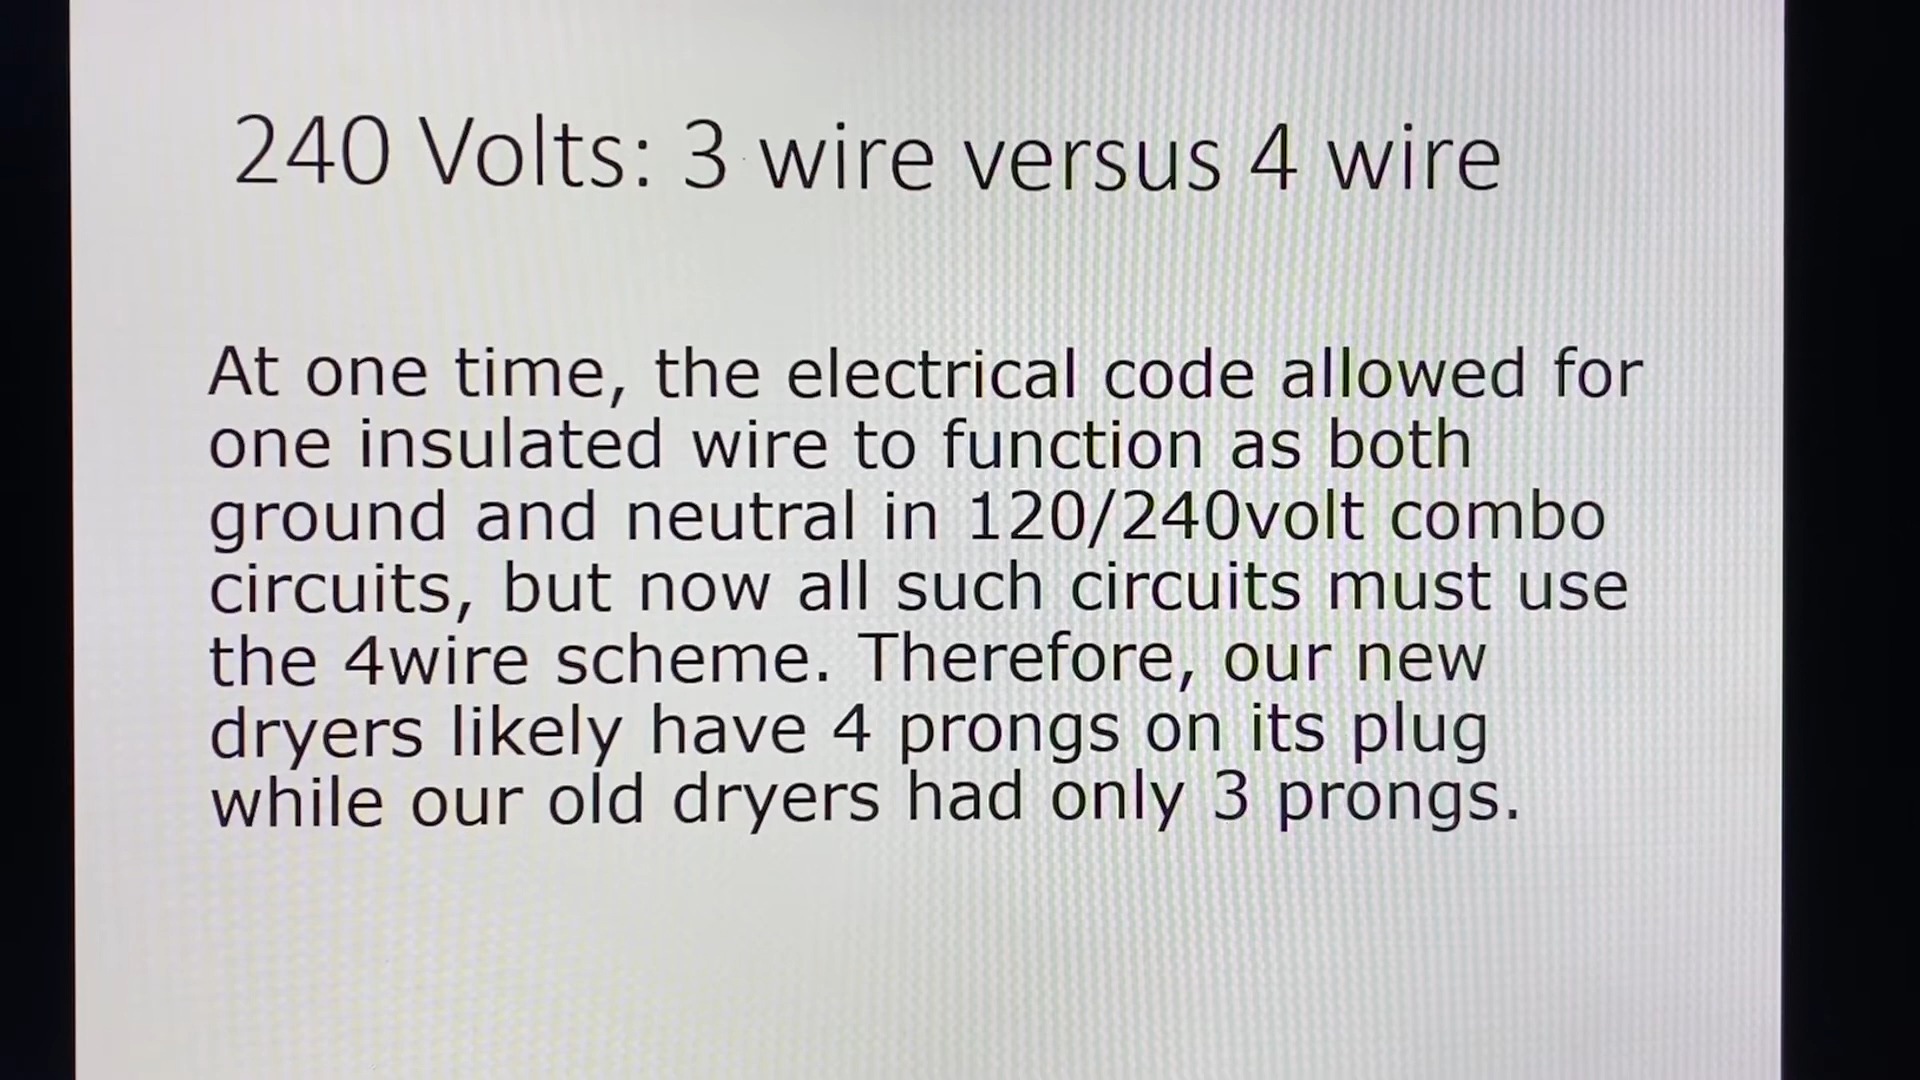 240 Volts: 3 wire versus 4 wire
At one time, the electrical code allowed for
one insulated wire to function as both
ground and neutral in 120/240volt combo
circuits, but now all such circuits must use
the 4wire scheme. Therefore, our new
dryers likely have 4 prongs on its plug
while our old dryers had only 3 prongs.